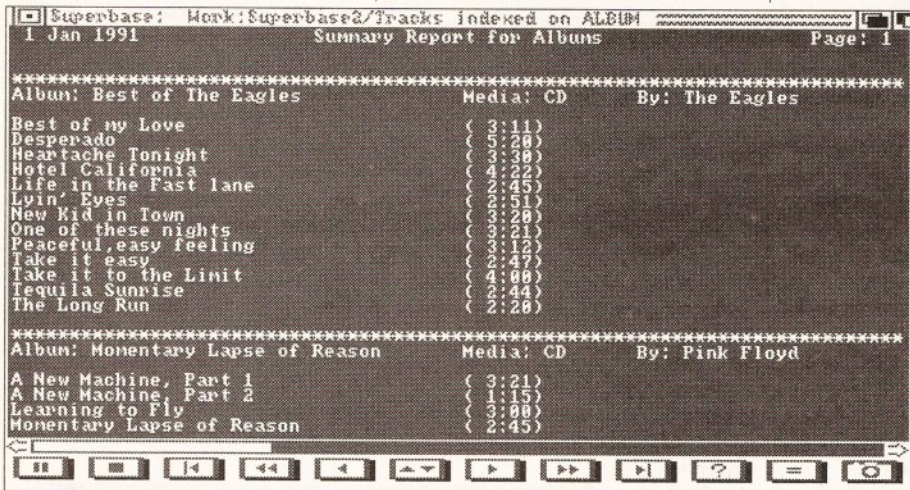 Superbase: Work:Superbase2/Tracks indexed on ALBUM
1 Jan 1991 Summary Report for Albums Page: 1
************************************************************************
Album: Best of The Eagles Media: CD By: The Eagles
Best of my Love ( 3:11)
Desperado ( 5:20)
Heartache Tonight ( 3:30)
Hotel California ( 4:22)
Life in the Fast lane ( 2:45)
Lyin' Eyes ( 2:51)
New Kid in Town ( 3:20)
One of these nights ( 3:21)
Peaceful,easy feeling ( 3:12)
Take it easy ( 2:47)
Take it to the Limit ( 4:00)
Tequila Sunrise ( 2:44)
The Long Run ( 2:20)
************************************************************************
Album: Momentary Lapse of Reason Media: CD By: Pink Floyd
A New Machine, Part 1 ( 3:21)
A New Machine, Part 2 ( 1:15)
Learning to Fly ( 3:00)
Momentary Lapse of Reason ( 2:45)
? =